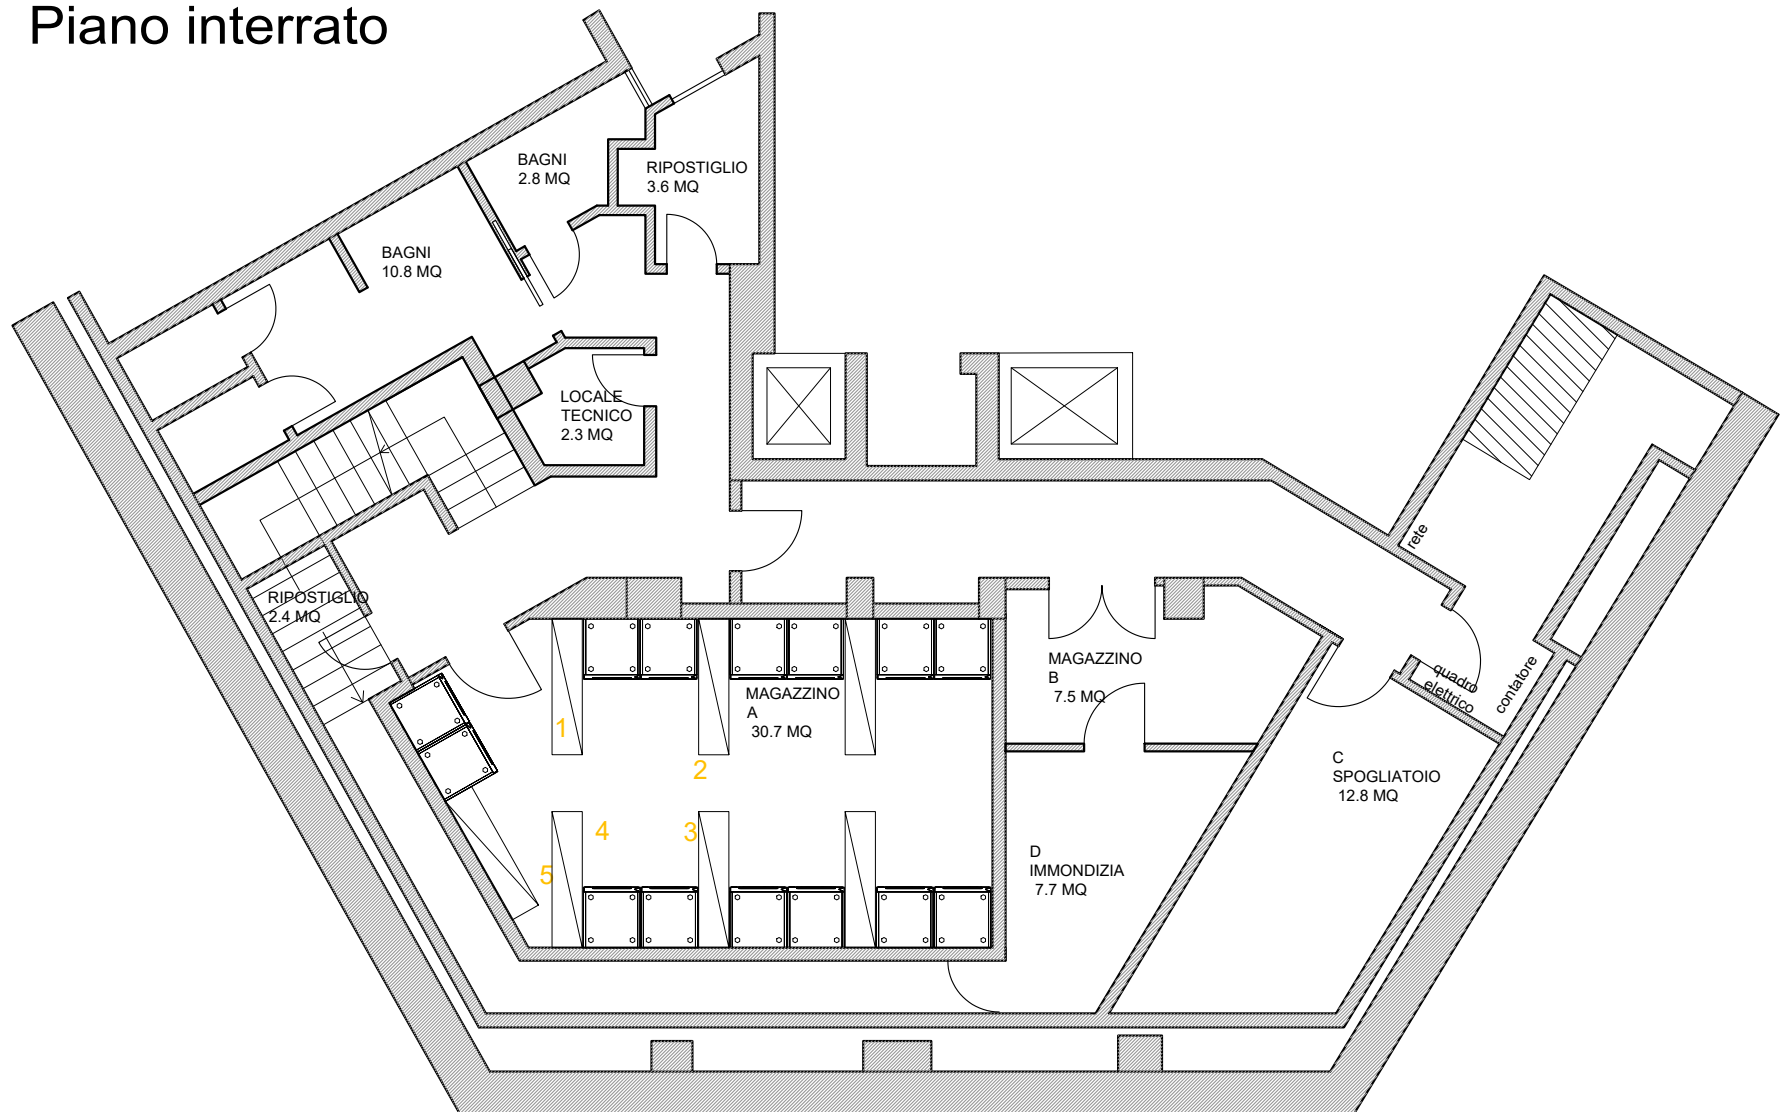 Piano interrato
BAGNI
2.8 MQ
RIPOSTIGLIO
3.6 MQ
BAGNI
10.8 MQ
LOCALE
TECNICO
2.3 MQ
rete
RIPOSTIGLIO
2.4 MQ
MAGAZZINO
B
7.5 MQ
quadro
elettrico
contatore
MAGAZZINO
A
30.7 MQ
1
2
C
SPOGLIATOIO
12.8 MQ
4
3
5
D
IMMONDIZIA
7.7 MQ